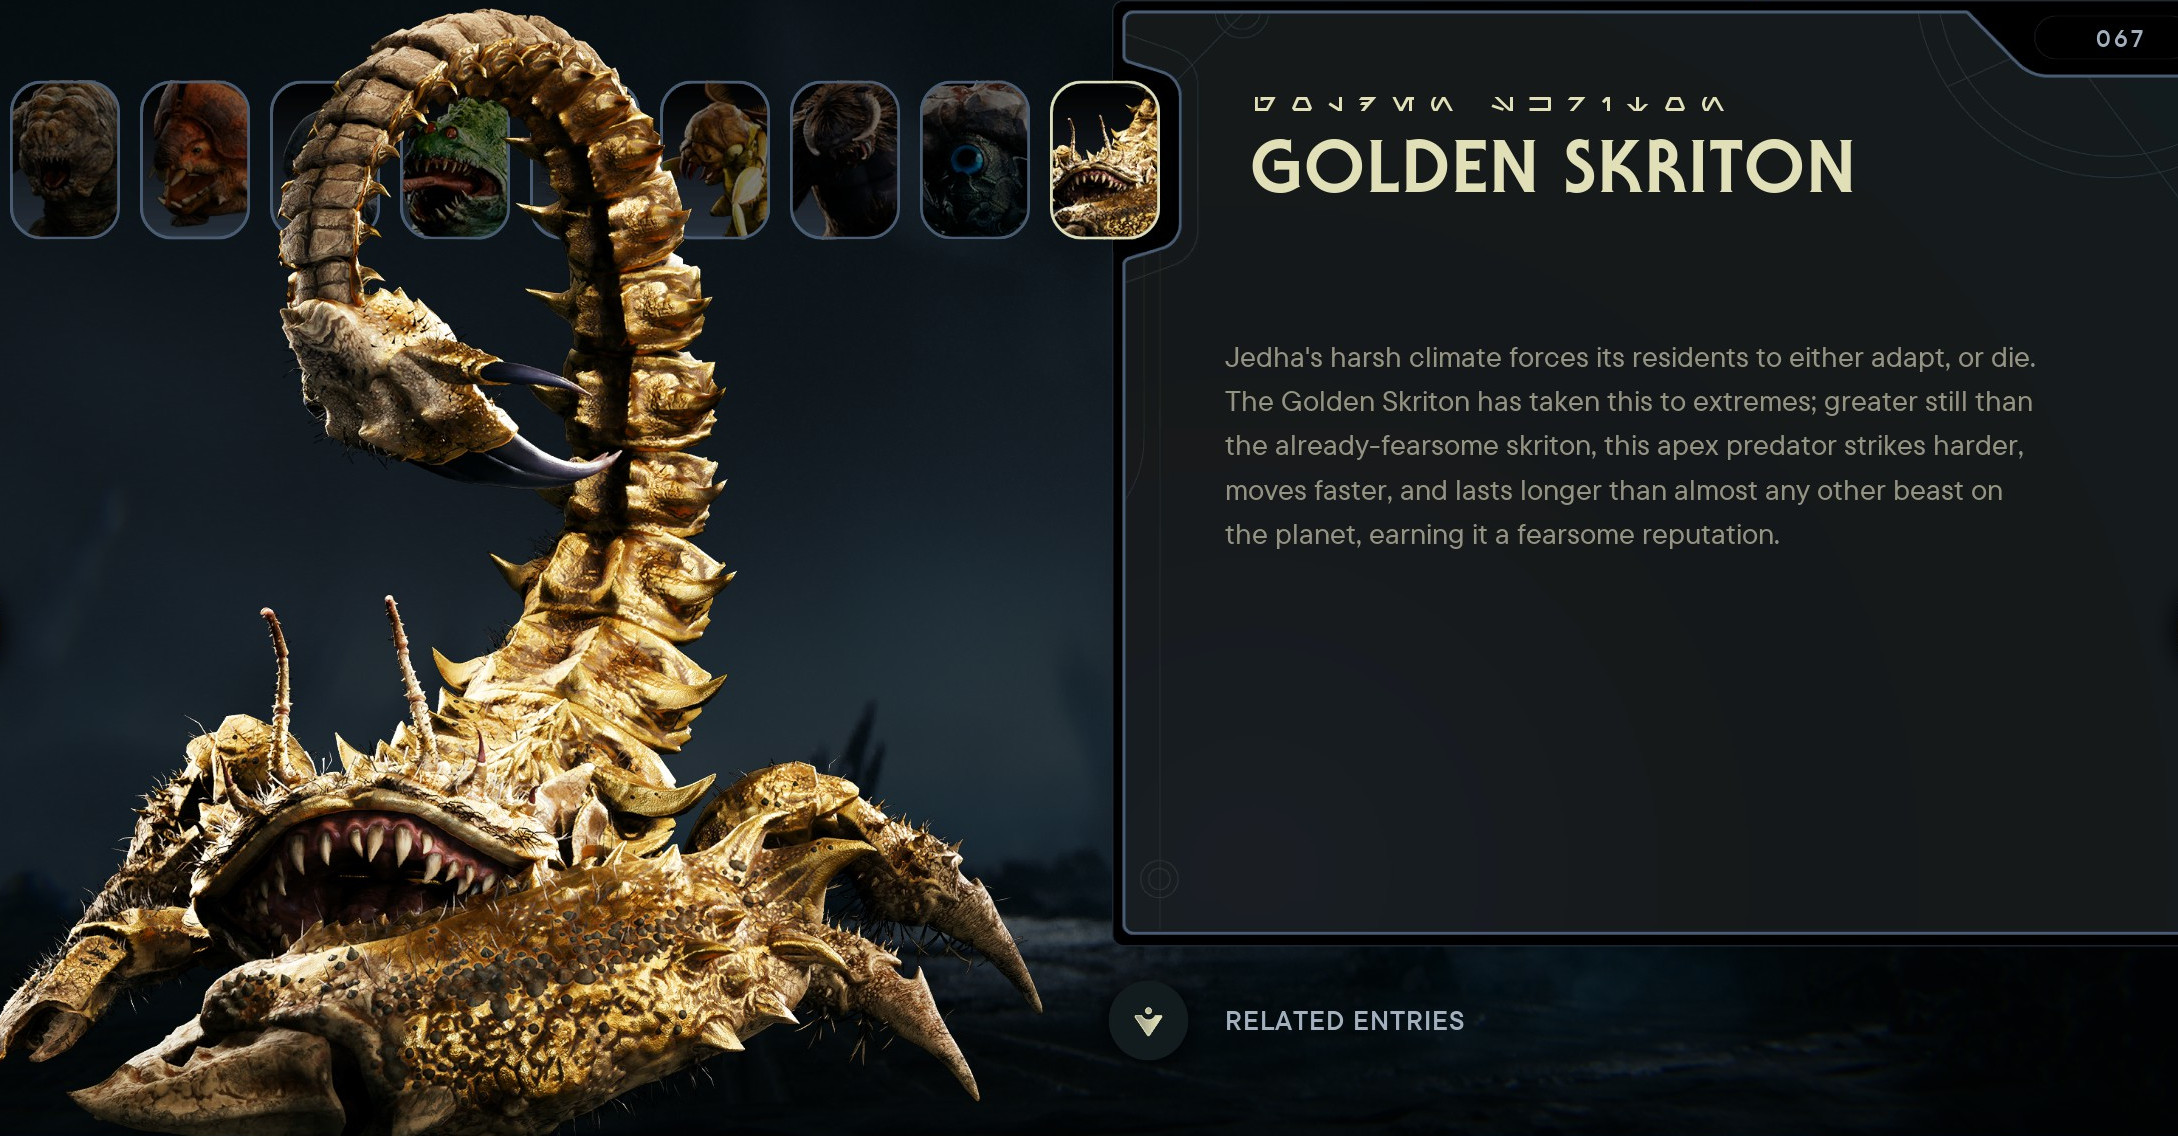 067
GOLDEN SKRITON
Jedha's harsh climate forces its residents to either adapt, or die.
The Golden Skriton has taken this to extremes; greater still than
the already-fearsome skriton, this apex predator strikes harder,
moves faster, and lasts longer than almost any other beast on
the planet, earning it a fearsome reputation.
RELATED ENTRIES